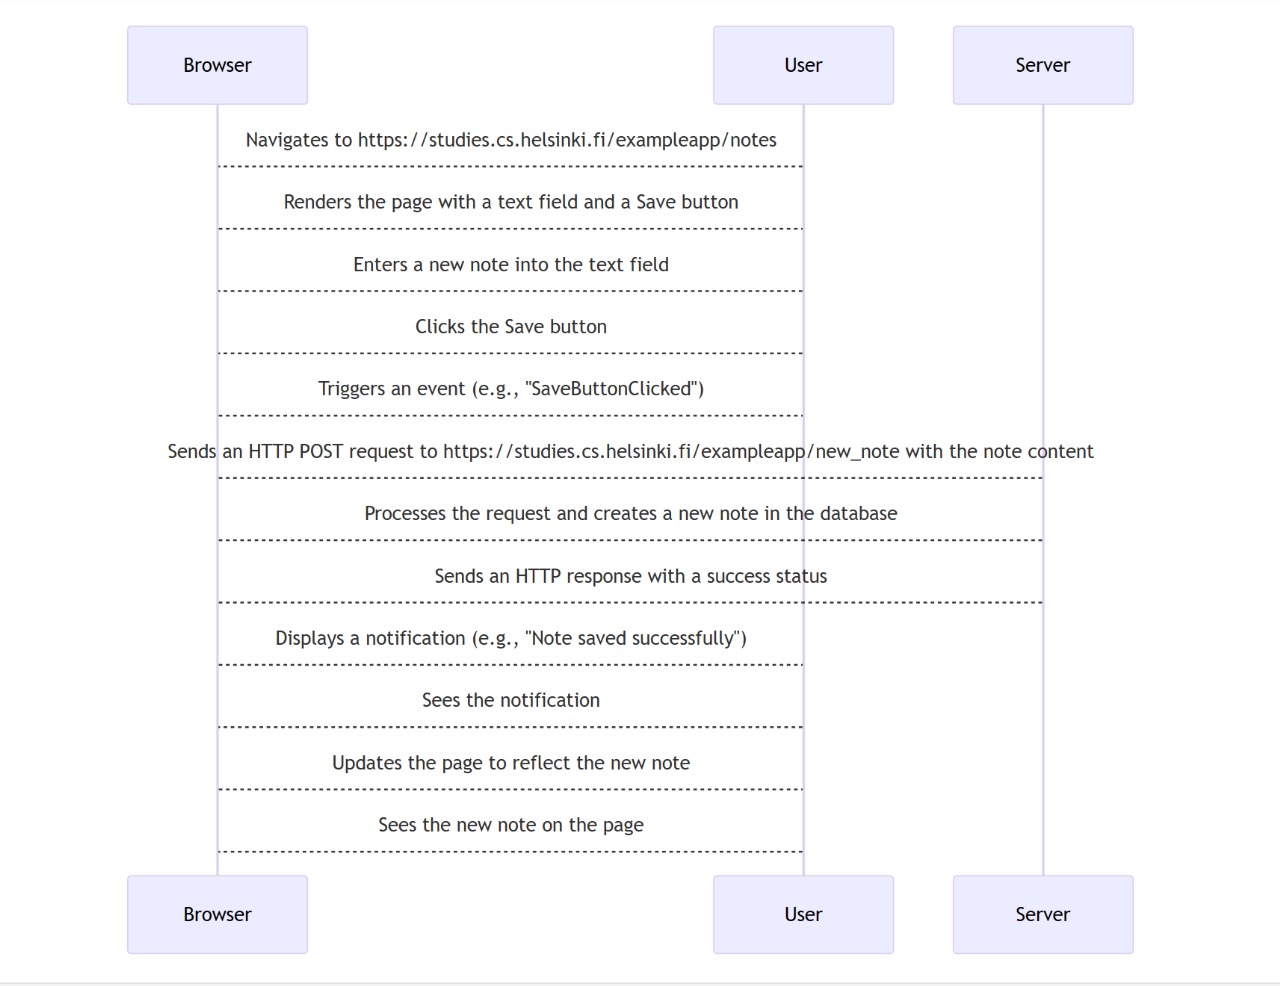 Browser
User
Server
Navigates to https://studies.cs.helsinki.fi/exampleapp/notes
Renders the page with a text field and a Save button
Enters a new note into the text field
Clicks the Save button
Triggers an event (e.g., "SaveButtonClicked")
Sends an HTTP POST request to https://studies.cs.helsinki.fi/exampleapp/new_note with the note content
Processes the request and creates a new note in the database
Sends an HTTP response with a success status
Displays a notification (e.g., "Note saved successfully")
Sees the notification
Updates the page to reflect the new note
Sees the new note on the page
Browser
User
Server